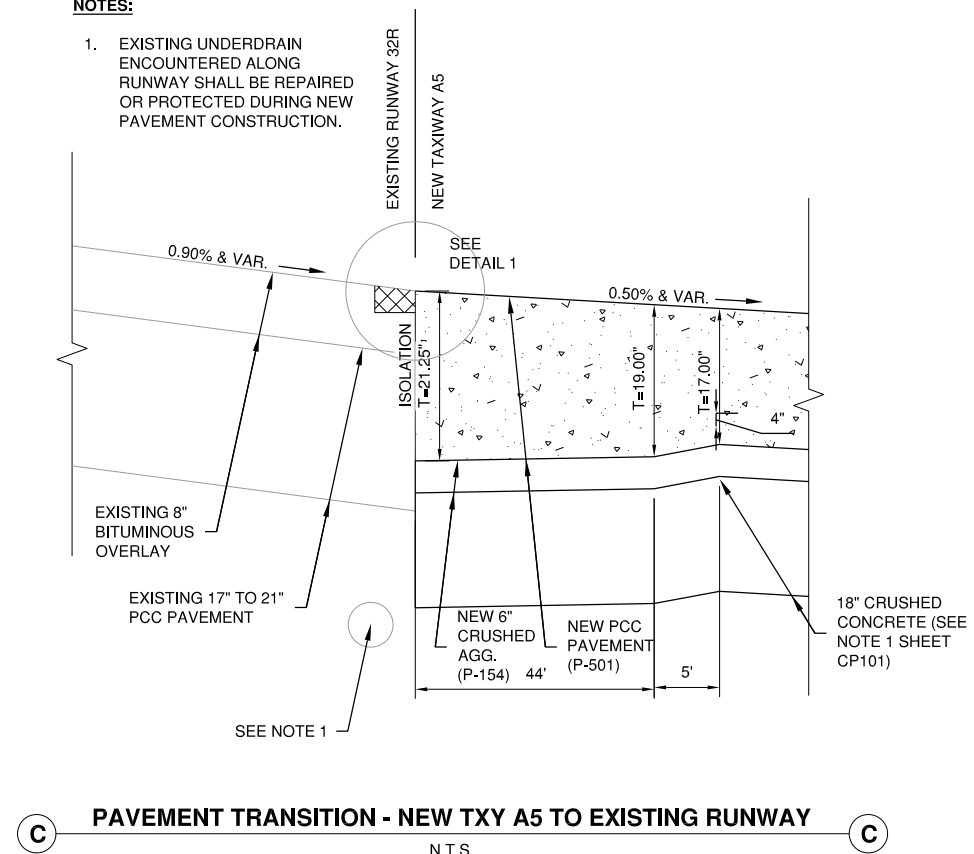 NOTES:
1. EXISTING UNDERDRAIN
ENCOUNTERED ALONG
RUNWAY SHALL BE REPAIRED
OR PROTECTED DURING NEW
PAVEMENT CONSTRUCTION.
EXISTING RUNWAY 32R
NEW TAXIWAY A5
SEE
DETAIL 1
0.90% & VAR.
0.50% & VAR.
ISOLATION
T=21.25"
T=19.00"
T=17.00"
4"
EXISTING 8"
BITUMINOUS
OVERLAY
EXISTING 17" TO 21"
PCC PAVEMENT
NEW 6"
CRUSHED
AGG.
(P-154)
NEW PCC
PAVEMENT
(P-501)
44'
5'
18" CRUSHED
CONCRETE (SEE
NOTE 1 SHEET
CP101)
SEE NOTE 1
C PAVEMENT TRANSITION - NEW TXY A5 TO EXISTING RUNWAY C
N.T.S.